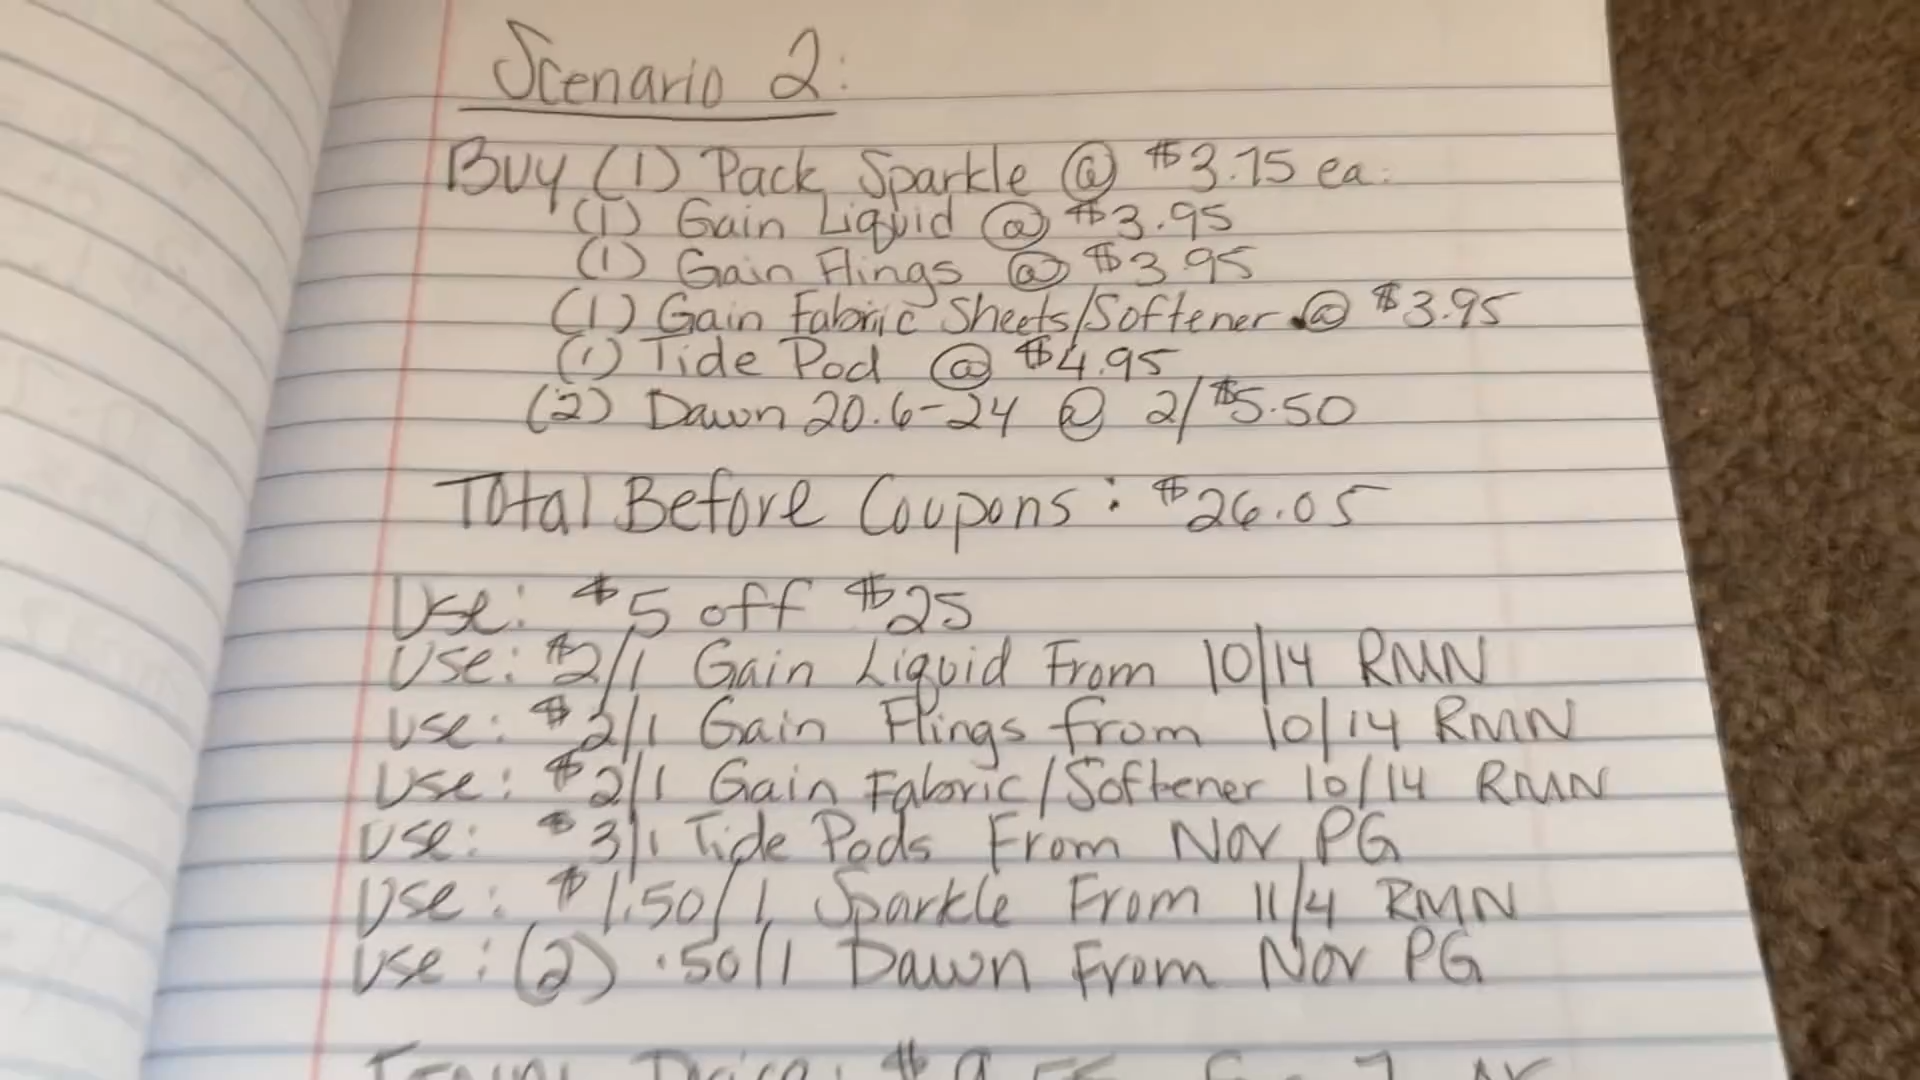 Scenario 2:
Buy (1) Pack Sparkle @ $3.75 ea.
(1) Gain Liquid @ $3.95
(1) Gain Flings @ $3.95
(1) Gain Fabric Sheets/Softener @ $3.95
(1) Tide Pod @ $4.95
(2) Dawn 20.6-24 @ 2/$5.50
Total Before Coupons: $26.05
Use: $5 off $25
Use: $2/1 Gain Liquid From 10/14 RMN
Use: $2/1 Gain Flings from 10/14 RMN
Use: $2/1 Gain Fabric/Softener 10/14 RMN
Use: $3/1 Tide Pods From Nov PG
Use: $1.50/1 Sparkle From 11/4 RMN
Use: (2) .50/1 Dawn From Nov PG